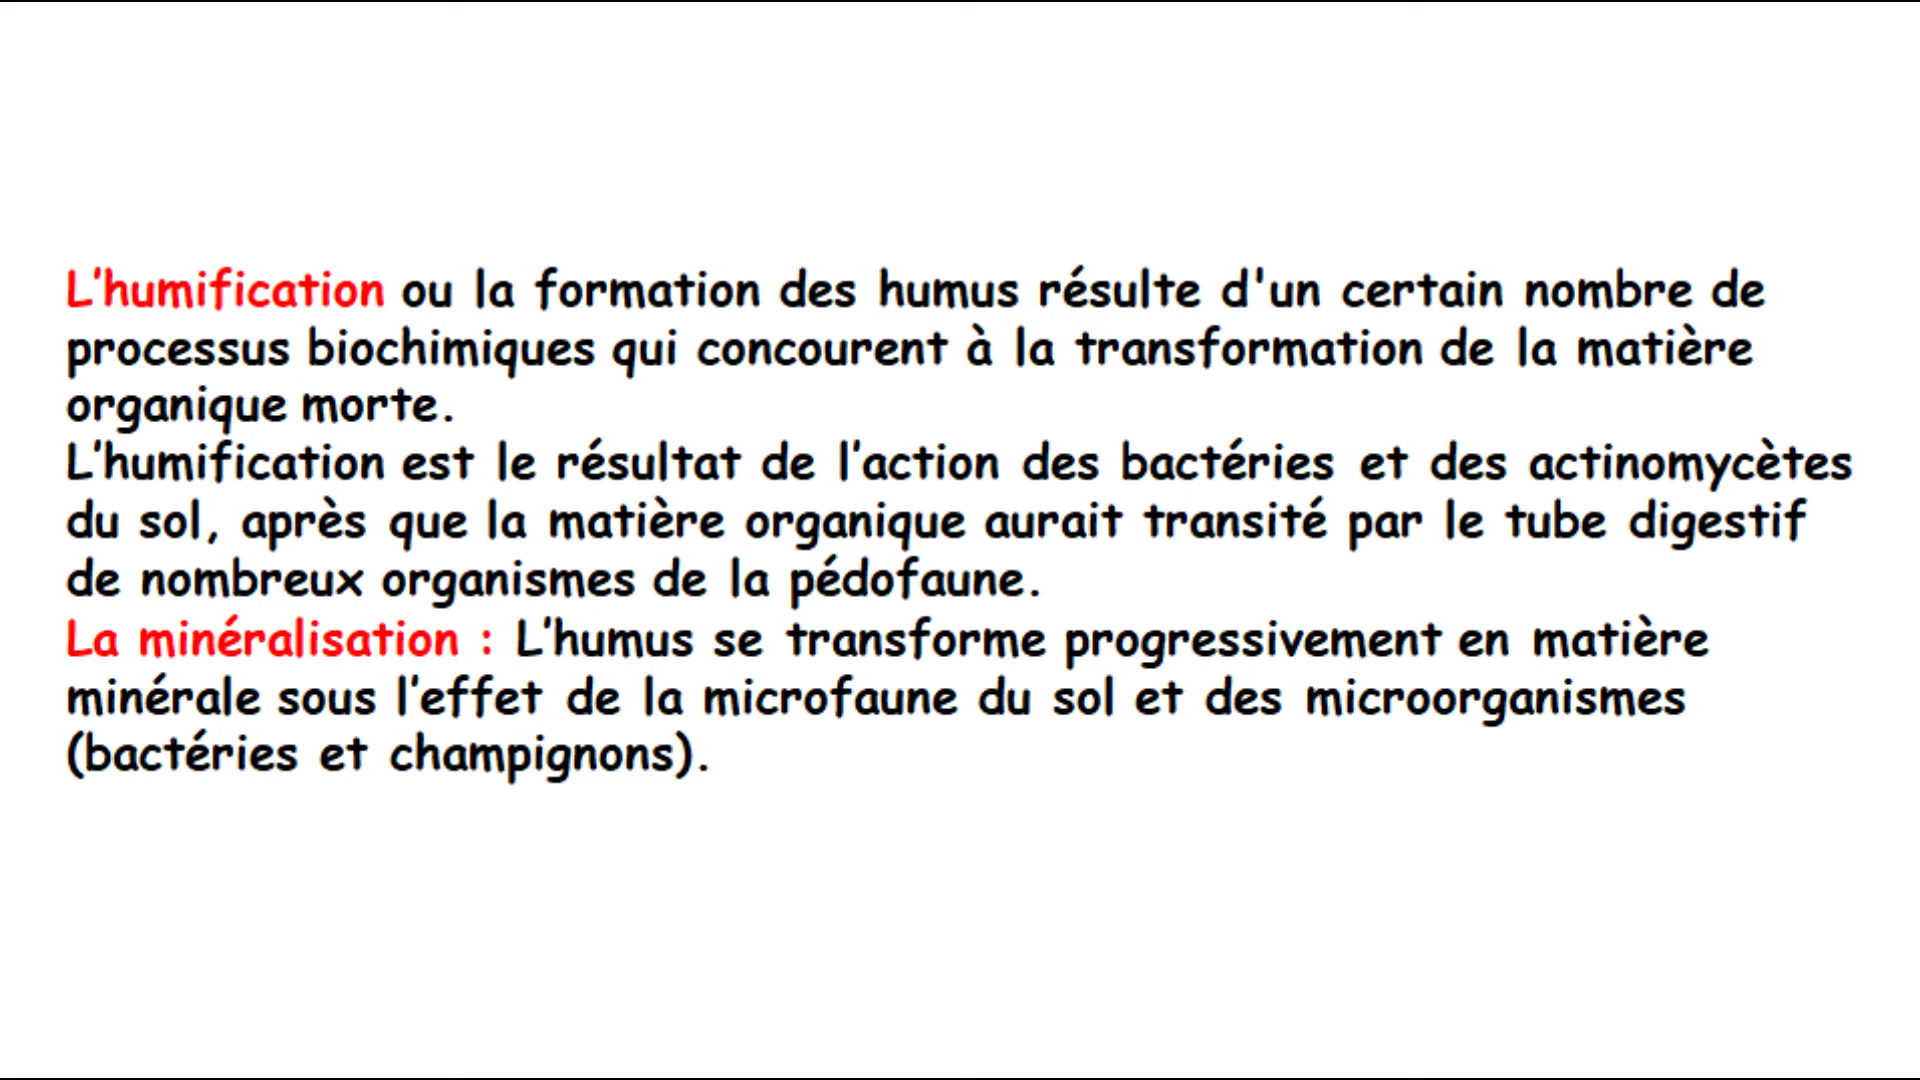 L’humification ou la formation des humus résulte d'un certain nombre de
processus biochimiques qui concourent à la transformation de la matière
organique morte.
L’humification est le résultat de l’action des bactéries et des actinomycètes
du sol, après que la matière organique aurait transité par le tube digestif
de nombreux organismes de la pédofaune.
La minéralisation : L’humus se transforme progressivement en matière
minérale sous l’effet de la microfaune du sol et des microorganismes
(bactéries et champignons).